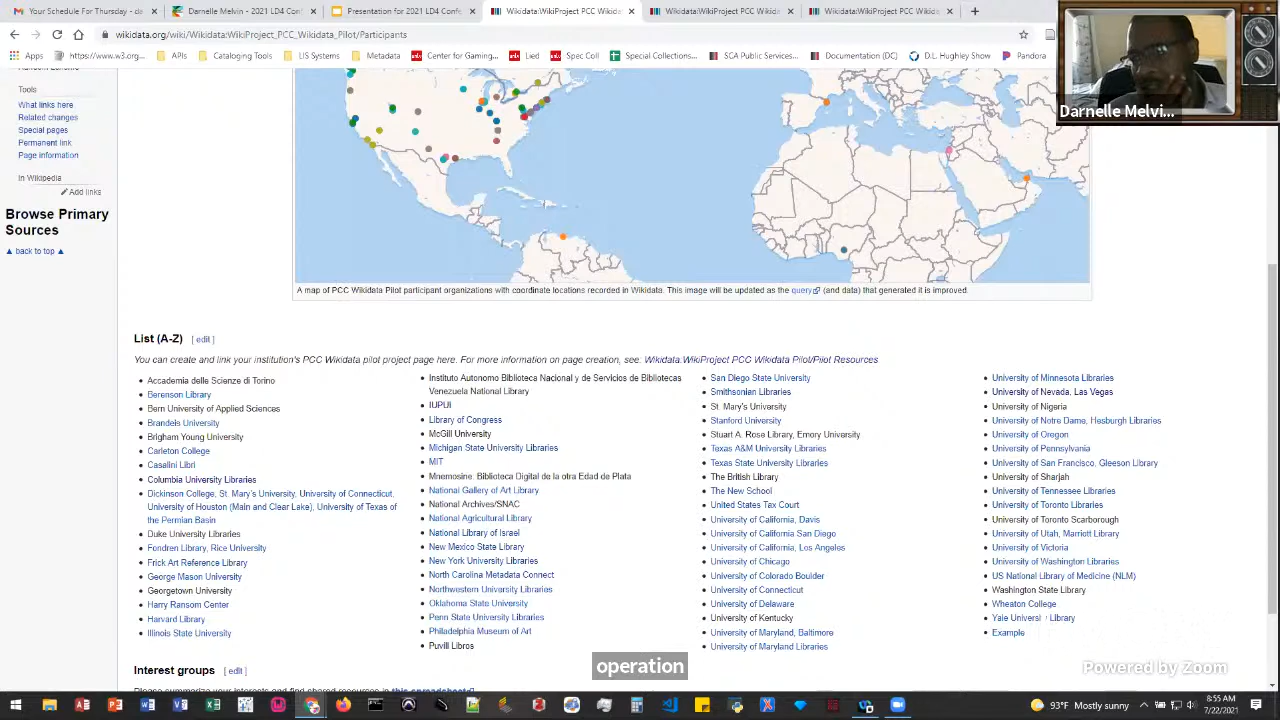 Your Schedule For Thursday - da
Darnelle Melvin - 2021 LD4 Con
Presentation for 2021 LD4 Confi
Wikidata:WikiProject PCC Wikida
Wikidata:WikiProject PCC Wikida
Wikidata:WikiProject PCC Wikida
wikidata.org/wiki/Wikidata:WikiProject_PCC_Wikidata_Pilot/Participants
Apps
https://www.w3.org...
APIs
Cataloging Tools
LIS Systems
Metadata
Center for Gaming...
Lied
Spec Coll
Special Collections...
SCA Public Services...
Documentation (DC)
D.L. Hughley Show
Pandora
Darnelle Melvi...
Tools
What links here
Related changes
Special pages
Permanent link
Page information
In Wikipedia
Add links
Browse Primary
Sources
▲ back to top ▲
A map of PCC Wikidata Pilot participant organizations with coordinate locations recorded in Wikidata. This image will be updated as the query (and data) that generated it is improved.
List (A-Z) [ edit ]
You can create and link your institution's PCC Wikidata pilot project page here. For more information on page creation, see: Wikidata:WikiProject PCC Wikidata Pilot/Pilot Resources
Accademia delle Scienze di Torino
Berenson Library
Bern University of Applied Sciences
Brandeis University
Brigham Young University
Carleton College
Casalini Libri
Columbia University Libraries
Dickinson College, St. Mary's University, University of Connecticut,
University of Houston (Main and Clear Lake), University of Texas of
the Permian Basin
Duke University Libraries
Fondren Library, Rice University
Frick Art Reference Library
George Mason University
Georgetown University
Harry Ransom Center
Harvard Library
Illinois State University
Instituto Autonomo Biblioteca Nacional y de Servicios de Bibliotecas
Venezuela National Library
IUPUI
Library of Congress
McGill University
Michigan State University Libraries
MIT
Mnemosine. Biblioteca Digital de la otra Edad de Plata
National Gallery of Art Library
National Archives/SNAC
National Agricultural Library
National Library of Israel
New Mexico State Library
New York University Libraries
North Carolina Metadata Connect
Northwestern University Libraries
Oklahoma State University
Penn State University Libraries
Philadelphia Museum of Art
Puvill Libros
San Diego State University
Smithsonian Libraries
St. Mary's University
Stanford University
Stuart A. Rose Library, Emory University
Texas A&M University Libraries
Texas State University Libraries
The British Library
The New School
United States Tax Court
University of California, Davis
University of California San Diego
University of California, Los Angeles
University of Chicago
University of Colorado Boulder
University of Connecticut
University of Delaware
University of Kentucky
University of Maryland, Baltimore
University of Maryland Libraries
University of Minnesota Libraries
University of Nevada, Las Vegas
University of Nigeria
University of Notre Dame, Hesburgh Libraries
University of Oregon
University of Pennsylvania
University of San Francisco, Gleeson Library
University of Sharjah
University of Tennessee Libraries
University of Toronto Libraries
University of Toronto Scarborough
University of Utah, Marriott Library
University of Victoria
University of Washington Libraries
US National Library of Medicine (NLM)
Washington State Library
Wheaton College
Yale University Library
Example
Interest groups [ edit ]
Please summarize your interests and find shared resources in this spreadsheet
operation
Powered by Zoom
93°F Mostly sunny
8:55 AM
7/22/2021